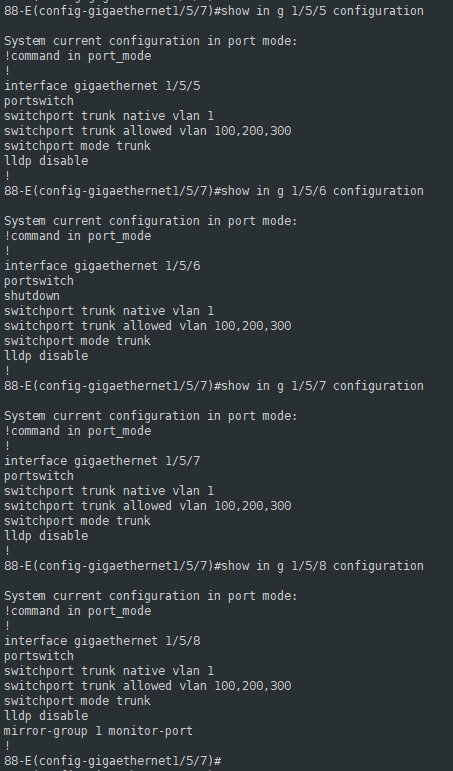 88-E(config-gigaethernet1/5/7)#show in g 1/5/5 configuration
System current configuration in port mode:
!command in port_mode
!
interface gigaethernet 1/5/5
portswitch
switchport trunk native vlan 1
switchport trunk allowed vlan 100,200,300
switchport mode trunk
lldp disable
!
88-E(config-gigaethernet1/5/7)#show in g 1/5/6 configuration
System current configuration in port mode:
!command in port_mode
!
interface gigaethernet 1/5/6
portswitch
shutdown
switchport trunk native vlan 1
switchport trunk allowed vlan 100,200,300
switchport mode trunk
lldp disable
!
88-E(config-gigaethernet1/5/7)#show in g 1/5/7 configuration
System current configuration in port mode:
!command in port_mode
!
interface gigaethernet 1/5/7
portswitch
switchport trunk native vlan 1
switchport trunk allowed vlan 100,200,300
switchport mode trunk
lldp disable
!
88-E(config-gigaethernet1/5/7)#show in g 1/5/8 configuration
System current configuration in port mode:
!command in port_mode
!
interface gigaethernet 1/5/8
portswitch
switchport trunk native vlan 1
switchport trunk allowed vlan 100,200,300
switchport mode trunk
lldp disable
mirror-group 1 monitor-port
!
88-E(config-gigaethernet1/5/7)#